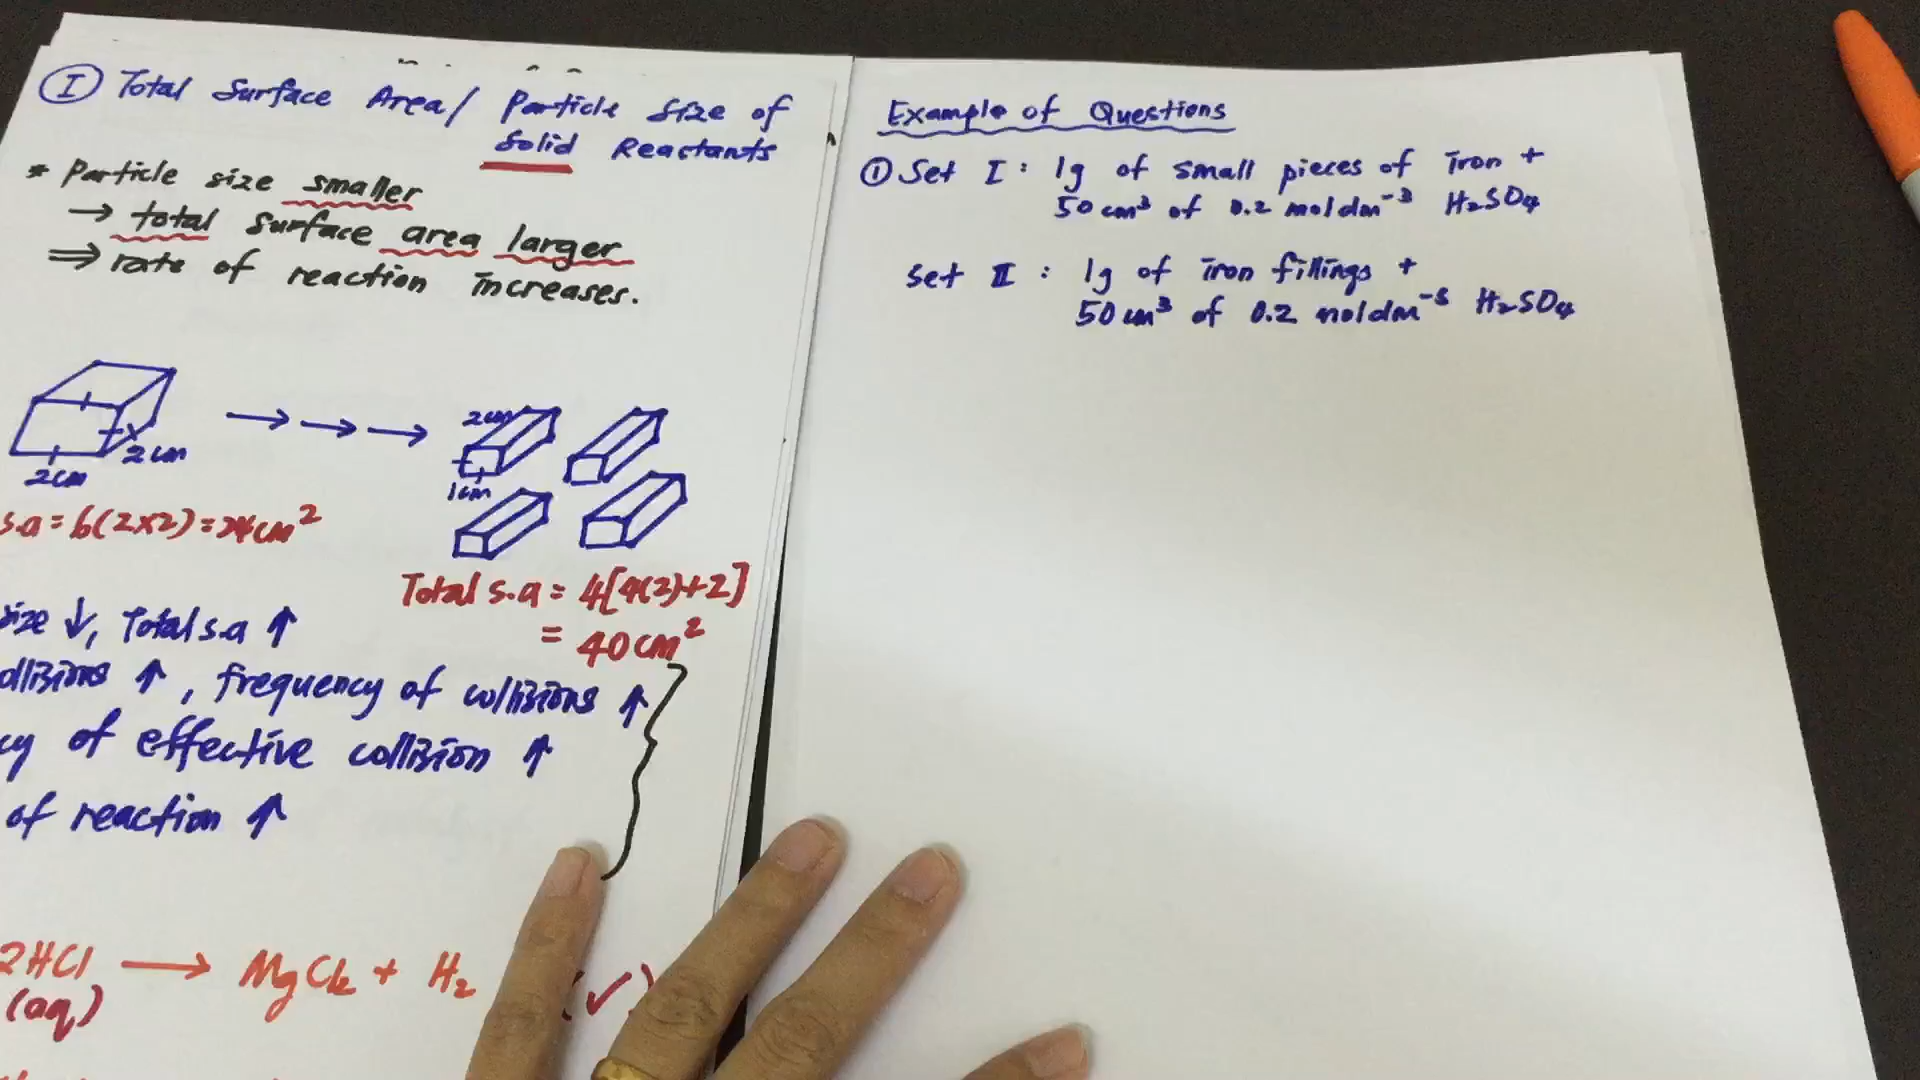 I Total Surface Area/ Particle Size of
Solid Reactants
* Particle size smaller
→ total surface area larger
⇒ rate of reaction increases.
2cm
2cm
2cm
1cm
s.a = 6(2x2) = 24cm²
Total s.a = 4[4(2)+2]
= 40cm²
size ↓, Total s.a ↑
ollisions ↑, frequency of collisions ↑
cy of effective collision ↑
of reaction ↑
2HCl → MgCl₂ + H₂ (✓)
(aq)
Example of Questions
① Set I : 1g of small pieces of iron +
50 cm³ of 0.2 moldm⁻³ H₂SO₄
Set II : 1g of iron fillings +
50 cm³ of 0.2 moldm⁻³ H₂SO₄